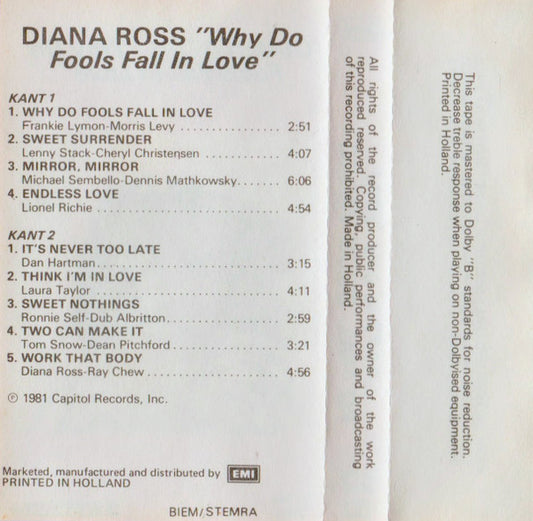 DIANA ROSS "Why Do
Fools Fall In Love"
KANT 1
1. WHY DO FOOLS FALL IN LOVE
Frankie Lymon-Morris Levy .................. 2:51
2. SWEET SURRENDER
Lenny Stack-Cheryl Christensen .............. 4:07
3. MIRROR, MIRROR
Michael Sembello-Dennis Mathkowsky....... 6:06
4. ENDLESS LOVE
Lionel Richie ................................ 4:54
KANT 2
1. IT'S NEVER TOO LATE
Dan Hartman.............................. 3:15
2. THINK I'M IN LOVE
Laura Taylor .............................. 4:11
3. SWEET NOTHINGS
Ronnie Self-Dub Albritton................... 2:59
4. TWO CAN MAKE IT
Tom Snow-Dean Pitchford.................. 3:21
5. WORK THAT BODY
Diana Ross-Ray Chew...................... 4:56
℗ 1981 Capitol Records, Inc.
Marketed, manufactured and distributed by EMI
PRINTED IN HOLLAND
BIEM/STEMRA
All rights of the record producer and the owner of the work
reproduced reserved. Copying, public performances and broadcasting
of this recording prohibited. Made in Holland.
This tape is mastered to Dolby "B" standards for noise reduction.
Decrease treble response when playing on non-Dolbyised equipment.
Printed in Holland.